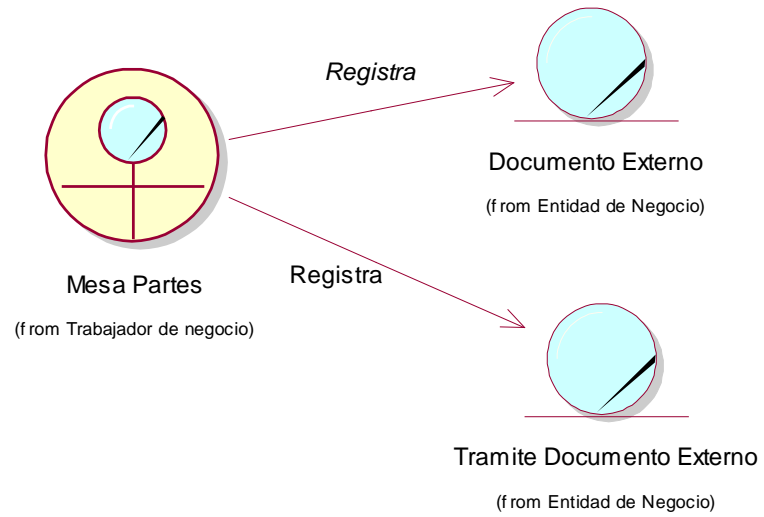 Registra
Documento Externo
(from Entidad de Negocio)
Mesa Partes
(from Trabajador de negocio)
Registra
Tramite Documento Externo
(from Entidad de Negocio)